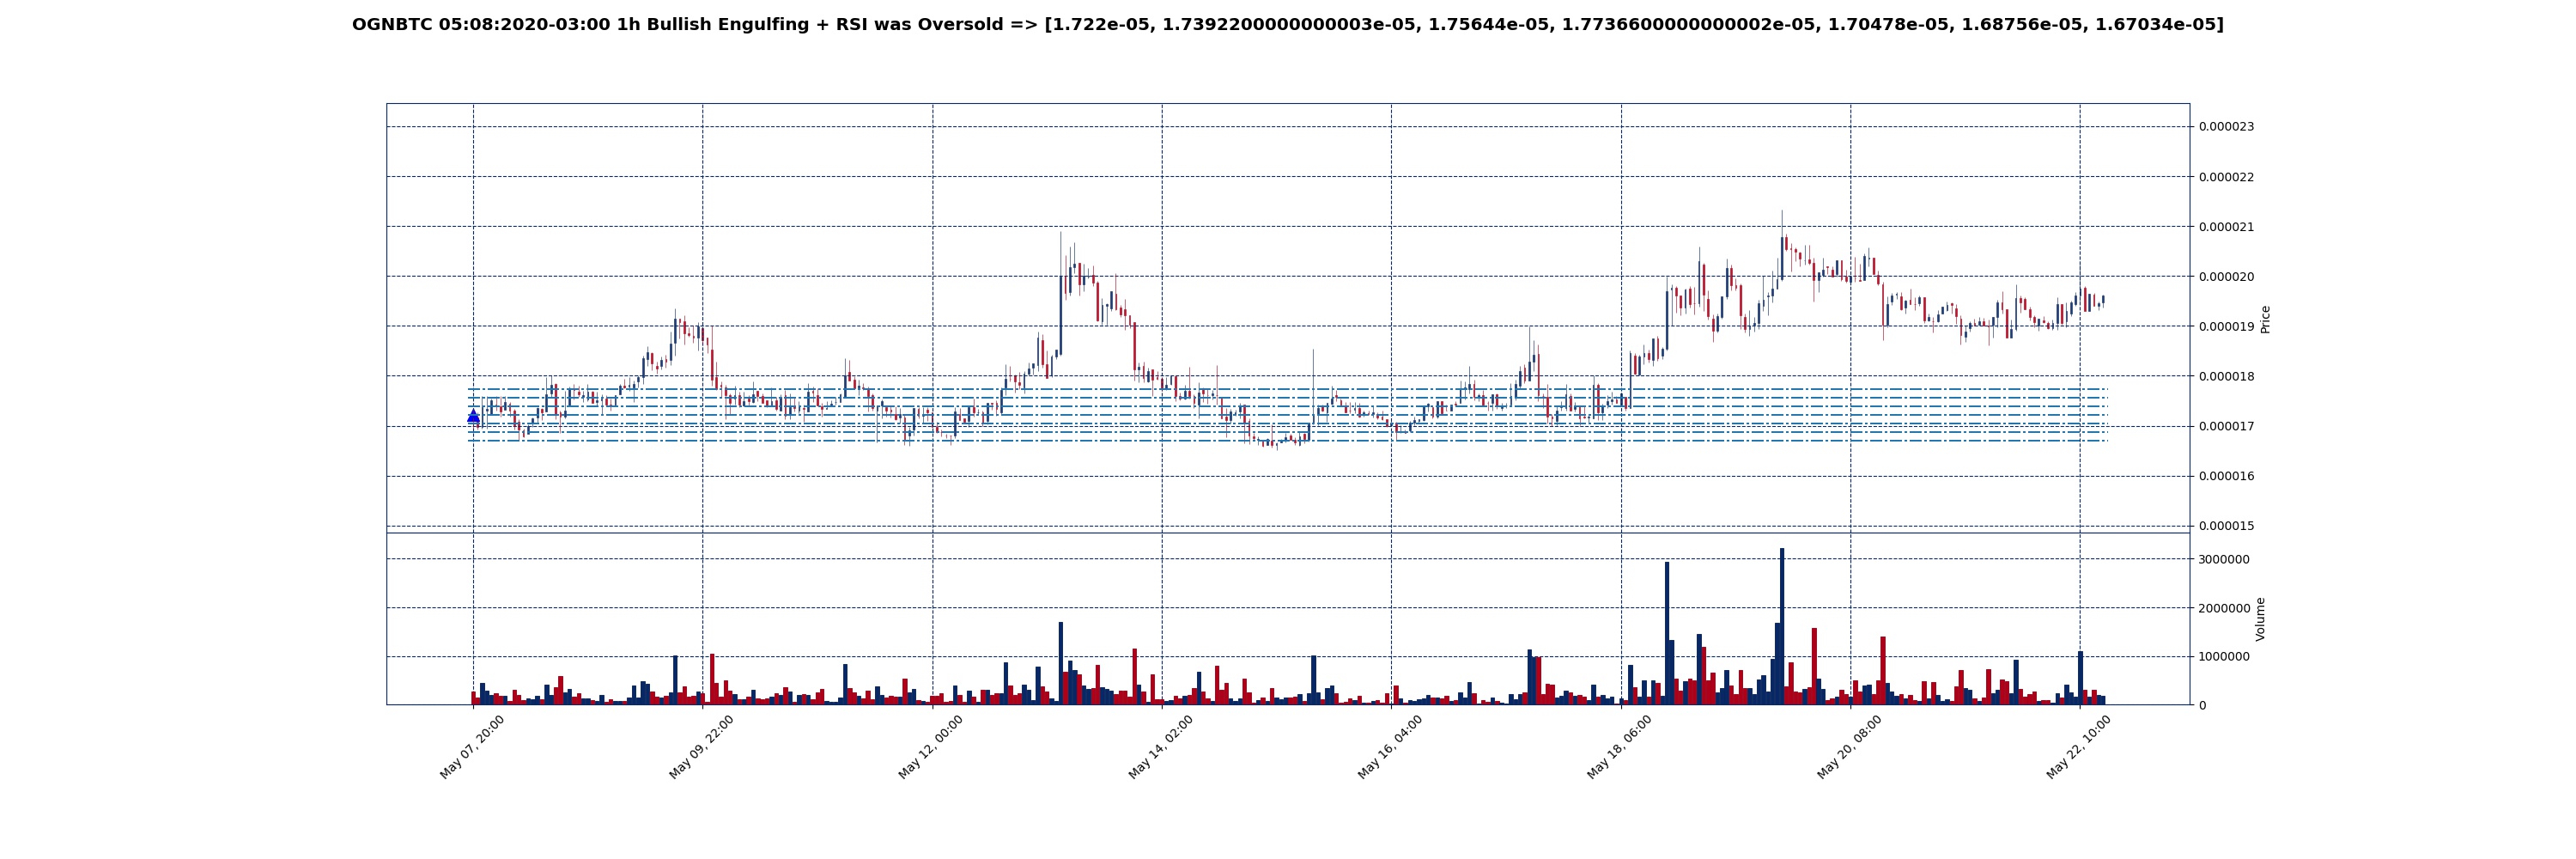 OGNBTC 05:08:2020-03:00 1h Bullish Engulfing + RSI was Oversold => [1.722e-05, 1.7392200000000003e-05, 1.75644e-05, 1.7736600000000002e-05, 1.70478e-05, 1.68756e-05, 1.67034e-05]
0.000023
0.000022
0.000021
0.000020
0.000019
0.000018
0.000017
0.000016
0.000015
Price
3000000
2000000
1000000
0
Volume
May 07, 20:00
May 09, 22:00
May 12, 00:00
May 14, 02:00
May 16, 04:00
May 18, 06:00
May 20, 08:00
May 22, 10:00